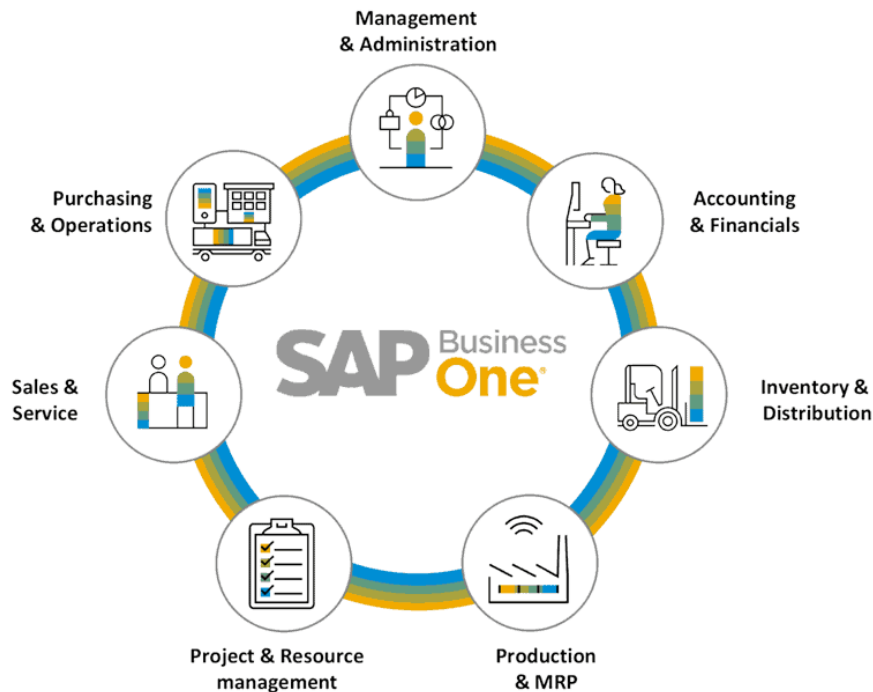 Management
& Administration
Purchasing
& Operations
Accounting
& Financials
SAP Business
One®
Sales &
Service
Inventory &
Distribution
Project & Resource
management
Production
& MRP